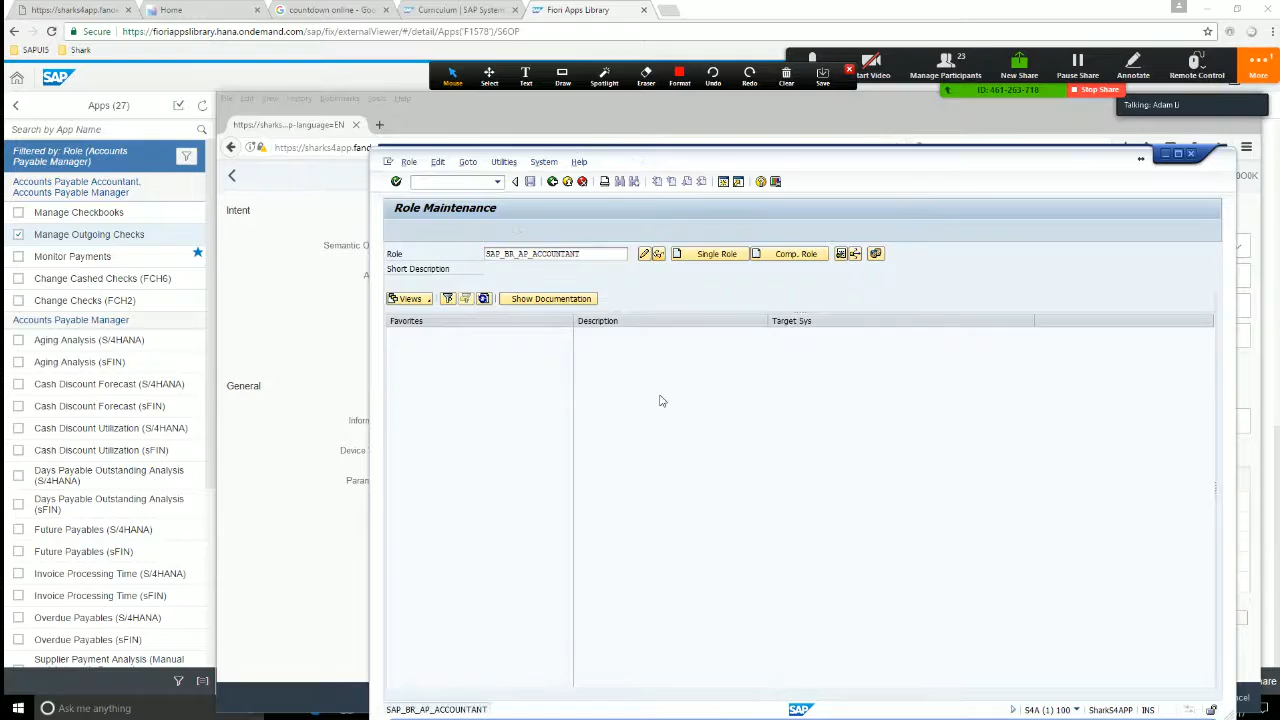 https://sharks4app.fand
Home
countdown online - Goo
Curriculum | SAP System
Fiori Apps Library
Secure
https://fioriappslibrary.hana.ondemand.com/sap/fix/externalViewer/#/detail/Apps('F1578')/S6OP
SAPUI5
Shark
SAP
Mouse
Select
Text
Draw
Spotlight
Eraser
Format
Undo
Redo
Clear
Save
Start Video
23
Manage Participants
New Share
Pause Share
Annotate
Remote Control
More
ID: 461-263-718
Stop Share
Talking: Adam Li
Apps (27)
Search by App Name
Filtered by: Role (Accounts
Payable Manager)
Accounts Payable Accountant,
Accounts Payable Manager
Manage Checkbooks
Manage Outgoing Checks
Monitor Payments
Change Cashed Checks (FCH6)
Change Checks (FCH2)
Accounts Payable Manager
Aging Analysis (S/4HANA)
Aging Analysis (sFIN)
Cash Discount Forecast (S/4HANA)
Cash Discount Forecast (sFIN)
Cash Discount Utilization (S/4HANA)
Cash Discount Utilization (sFIN)
Days Payable Outstanding Analysis
(S/4HANA)
Days Payable Outstanding Analysis
(sFIN)
Future Payables (S/4HANA)
Future Payables (sFIN)
Invoice Processing Time (S/4HANA)
Invoice Processing Time (sFIN)
Overdue Payables (S/4HANA)
Overdue Payables (sFIN)
Supplier Payment Analysis (Manual
File Edit View History Bookmarks Tools Help
https://sharks...p-language=EN
https://sharks4app.fand
Intent
Semantic O
General
Inform
Device
Param
Role Edit Goto Utilities System Help
Role Maintenance
Role
SAP_BR_AP_ACCOUNTANT
Single Role
Comp. Role
Short Description
Views
Show Documentation
Favorites
Description
Target Sys
SAP_BR_AP_ACCOUNTANT
SAP
S4A (1) 100
SharkS4APP
INS
Ask me anything